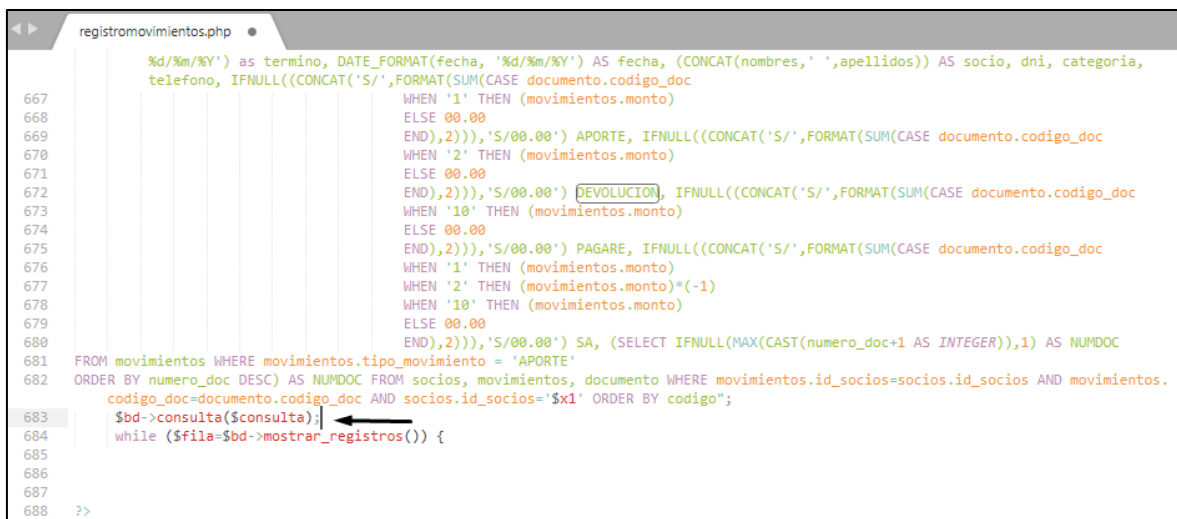 registromovimientos.php
%d/%m/%Y') as termino, DATE_FORMAT(fecha, '%d/%m/%Y') AS fecha, (CONCAT(nombres,' ',apellidos)) AS socio, dni, categoria,
telefono, IFNULL((CONCAT('S/',FORMAT(SUM(CASE documento.codigo_doc
667 WHEN '1' THEN (movimientos.monto)
668 ELSE 00.00
669 END),2))),'S/00.00') APORTE, IFNULL((CONCAT('S/',FORMAT(SUM(CASE documento.codigo_doc
670 WHEN '2' THEN (movimientos.monto)
671 ELSE 00.00
672 END),2))),'S/00.00') DEVOLUCION, IFNULL((CONCAT('S/',FORMAT(SUM(CASE documento.codigo_doc
673 WHEN '10' THEN (movimientos.monto)
674 ELSE 00.00
675 END),2))),'S/00.00') PAGARE, IFNULL((CONCAT('S/',FORMAT(SUM(CASE documento.codigo_doc
676 WHEN '1' THEN (movimientos.monto)
677 WHEN '2' THEN (movimientos.monto)*(-1)
678 WHEN '10' THEN (movimientos.monto)
679 ELSE 00.00
680 END),2))),'S/00.00') SA, (SELECT IFNULL(MAX(CAST(numero_doc+1 AS INTEGER)),1) AS NUMDOC
681 FROM movimientos WHERE movimientos.tipo_movimiento = 'APORTE'
682 ORDER BY numero_doc DESC) AS NUMDOC FROM socios, movimientos, documento WHERE movimientos.id_socios=socios.id_socios AND movimientos.
codigo_doc=documento.codigo_doc AND socios.id_socios='$x1' ORDER BY codigo";
683 $bd->consulta($consulta);
684 while ($fila=$bd->mostrar_registros()) {
685
686
687
688 ?>